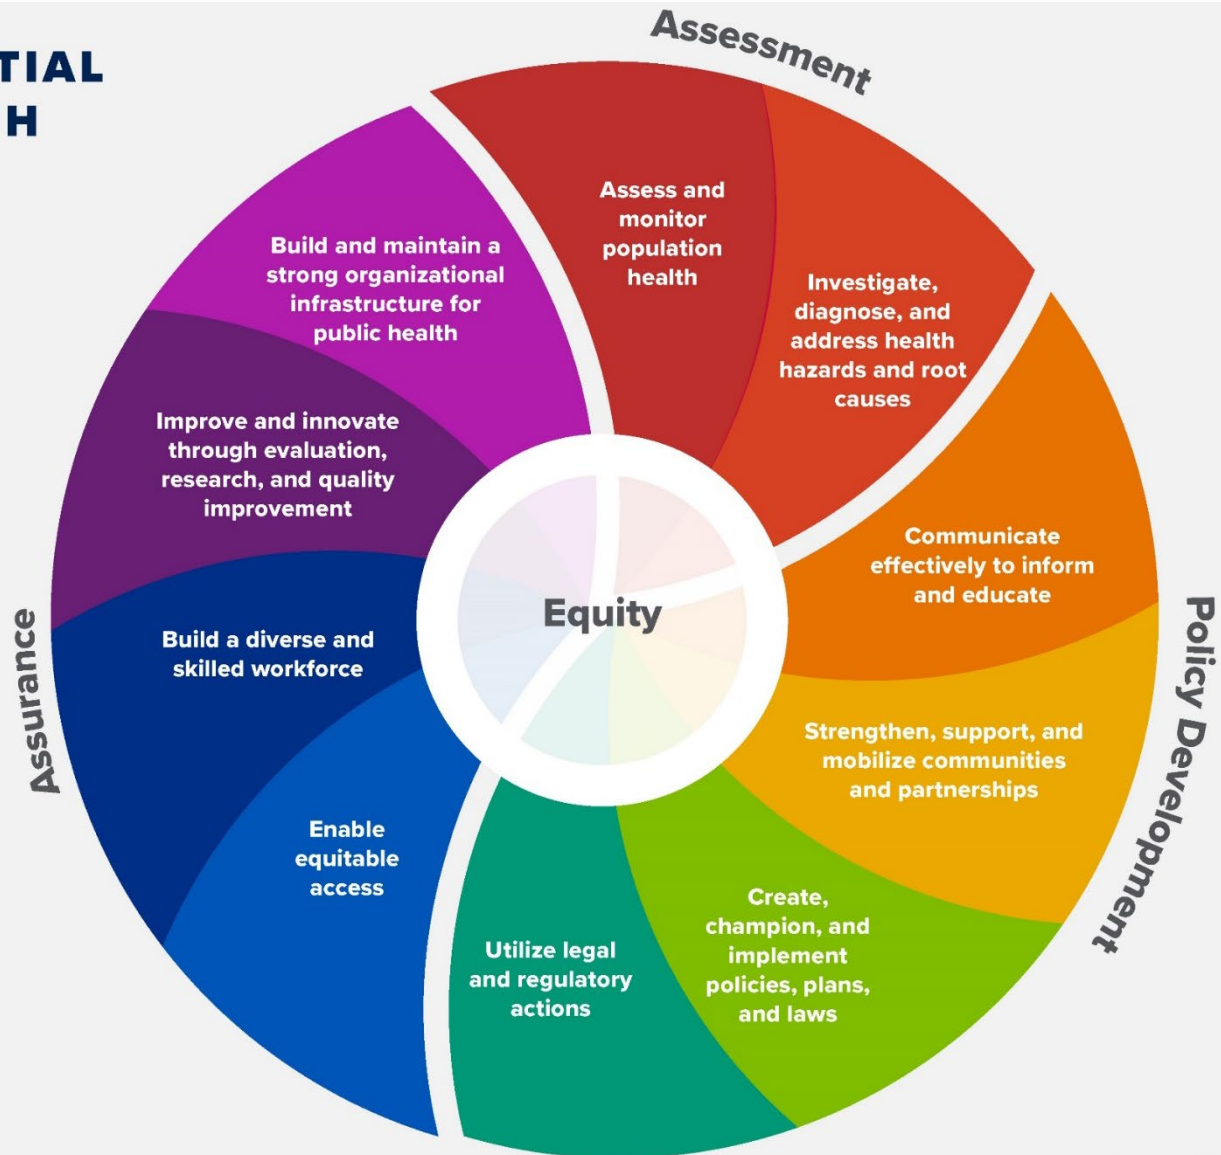 TIAL
H
Assessment
Assess and
monitor
population
health
Investigate,
diagnose, and
address health
hazards and root
causes
Policy Development
Communicate
effectively to inform
and educate
Strengthen, support, and
mobilize communities
and partnerships
Create,
champion, and
implement
policies, plans,
and laws
Utilize legal
and regulatory
actions
Assurance
Enable
equitable
access
Build a diverse and
skilled workforce
Improve and innovate
through evaluation,
research, and quality
improvement
Build and maintain a
strong organizational
infrastructure for
public health
Equity